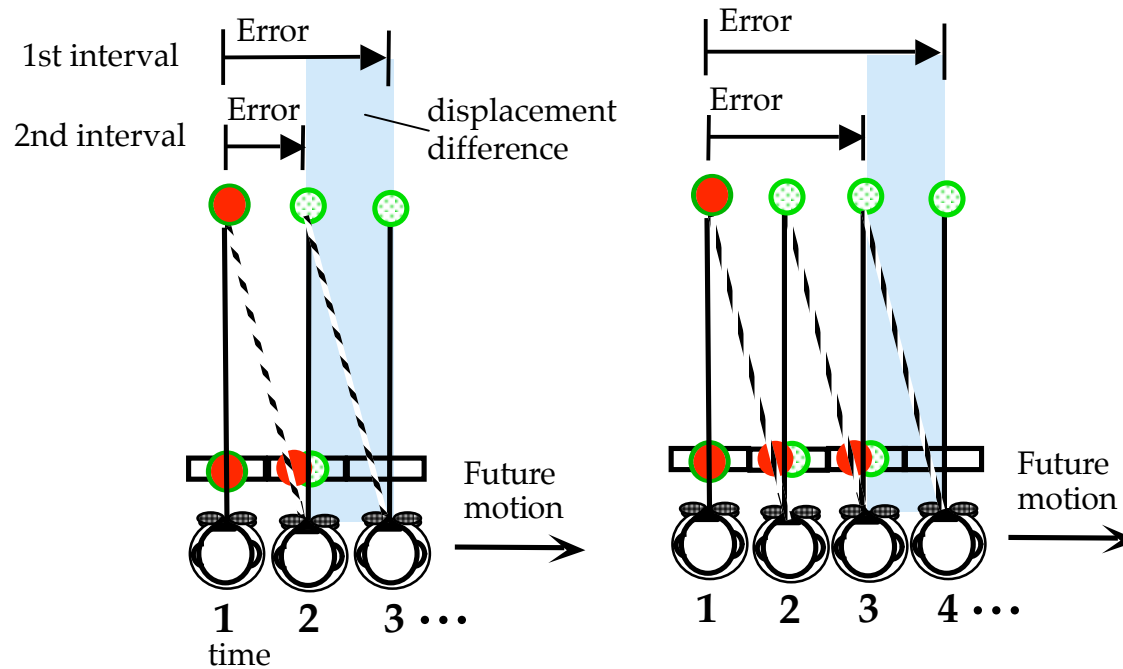 Error
1st interval
Error
2nd interval
displacement
difference
Future
motion
1 2 3 •••
time
Error
Error
Future
motion
1 2 3 4 •••